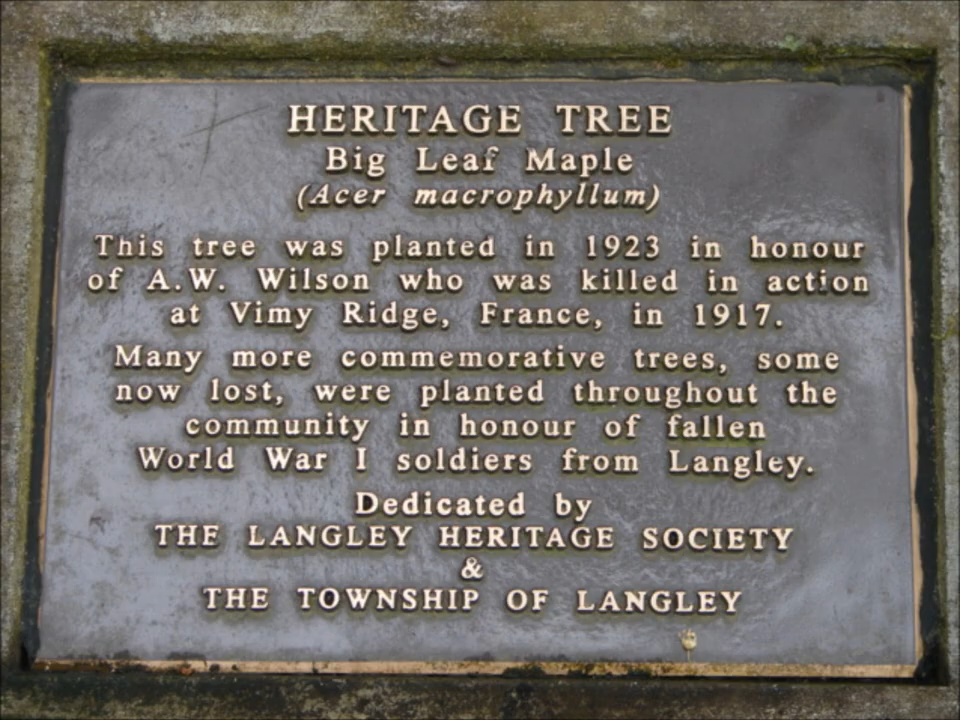 HERITAGE TREE
Big Leaf Maple
(Acer macrophyllum)
This tree was planted in 1923 in honour
of A.W. Wilson who was killed in action
at Vimy Ridge, France, in 1917.
Many more commemorative trees, some
now lost, were planted throughout the
community in honour of fallen
World War I soldiers from Langley.
Dedicated by
THE LANGLEY HERITAGE SOCIETY
&
THE TOWNSHIP OF LANGLEY